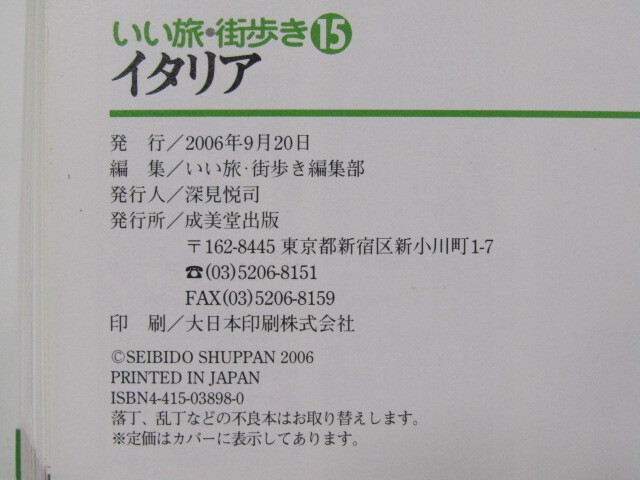 いい旅・街歩き⑮
イタリア
発　行／2006年9月20日
編　集／いい旅・街歩き編集部
発行人／深見悦司
発行所／成美堂出版
〒162-8445 東京都新宿区新小川町1-7
☎(03)5206-8151
FAX(03)5206-8159
印　刷／大日本印刷株式会社
©SEIBIDO SHUPPAN 2006
PRINTED IN JAPAN
ISBN4-415-03898-0
落丁、乱丁などの不良本はお取り替えします。
※定価はカバーに表示してあります。